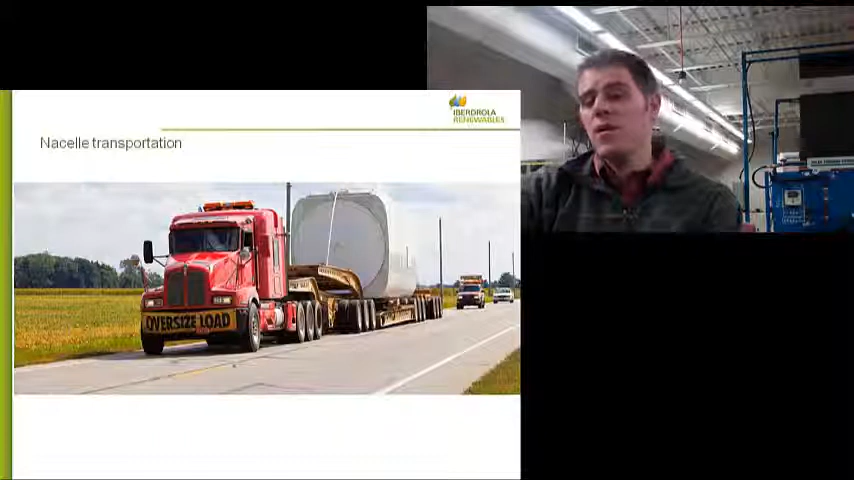 IBERDROLA
RENEWABLES
Nacelle transportation
OVERSIZE LOAD